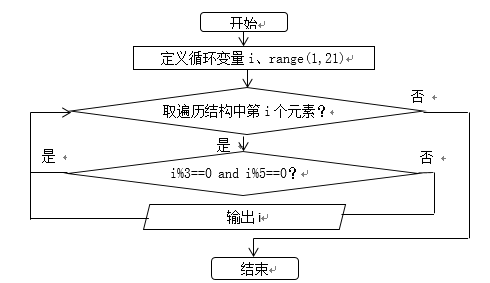 开始
定义循环变量 i、range(1,21)
取遍历结构中第 i 个元素？
否
是
是
否
i%3==0 and i%5==0？
输出 i
结束